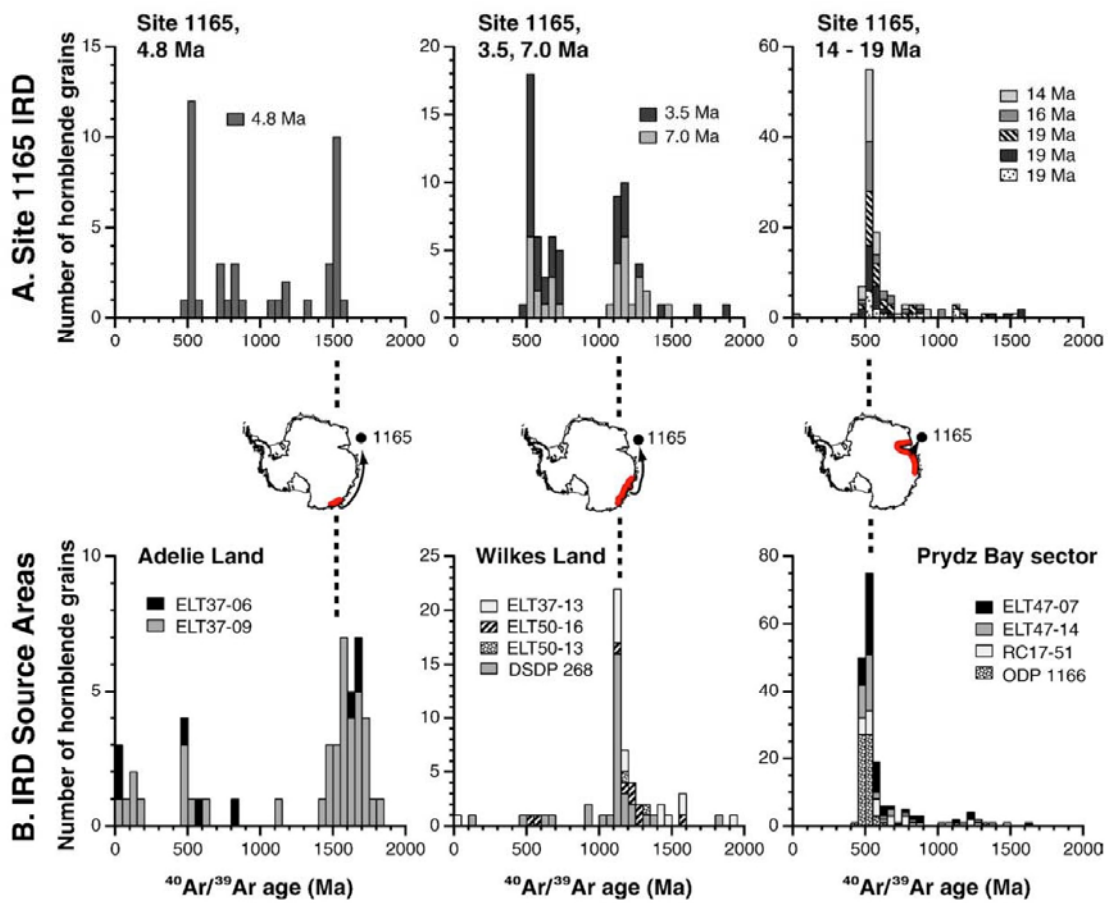 Site 1165,
4.8 Ma
Site 1165,
3.5, 7.0 Ma
Site 1165,
14 - 19 Ma
A. Site 1165 IRD
Number of hornblende grains
15
10
5
0
4.8 Ma
0 500 1000 1500 2000
20
15
10
5
0
3.5 Ma
7.0 Ma
0 500 1000 1500 2000
60
40
20
0
14 Ma
16 Ma
19 Ma
19 Ma
19 Ma
0 500 1000 1500 2000
1165
1165
1165
B. IRD Source Areas
Number of hornblende grains
10
5
0
Adelie Land
ELT37-06
ELT37-09
0 500 1000 1500 2000
⁴⁰Ar/³⁹Ar age (Ma)
25
20
15
10
5
0
Wilkes Land
ELT37-13
ELT50-16
ELT50-13
DSDP 268
0 500 1000 1500 2000
⁴⁰Ar/³⁹Ar age (Ma)
80
60
40
20
0
Prydz Bay sector
ELT47-07
ELT47-14
RC17-51
ODP 1166
0 500 1000 1500 2000
⁴⁰Ar/³⁹Ar age (Ma)